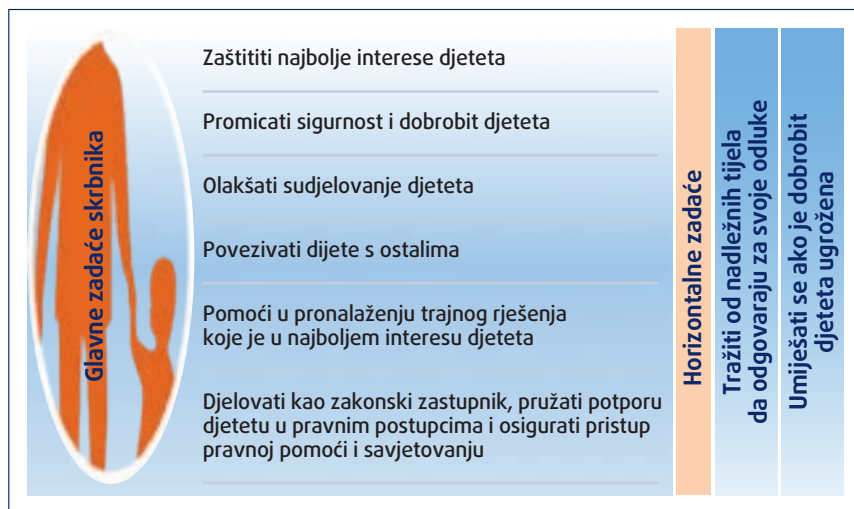 Glavne zadaće skrbnika
Zaštititi najbolje interese djeteta
Promicati sigurnost i dobrobit djeteta
Olakšati sudjelovanje djeteta
Povezivati dijete s ostalima
Pomoći u pronalaženju trajnog rješenja
koje je u najboljem interesu djeteta
Djelovati kao zakonski zastupnik, pružati potporu
djetetu u pravnim postupcima i osigurati pristup
pravnoj pomoći i savjetovanju
Horizontalne zadaće
Tražiti od nadležnih tijela
da odgovaraju za svoje odluke
Umiješati se ako je dobrobit
djeteta ugrožena